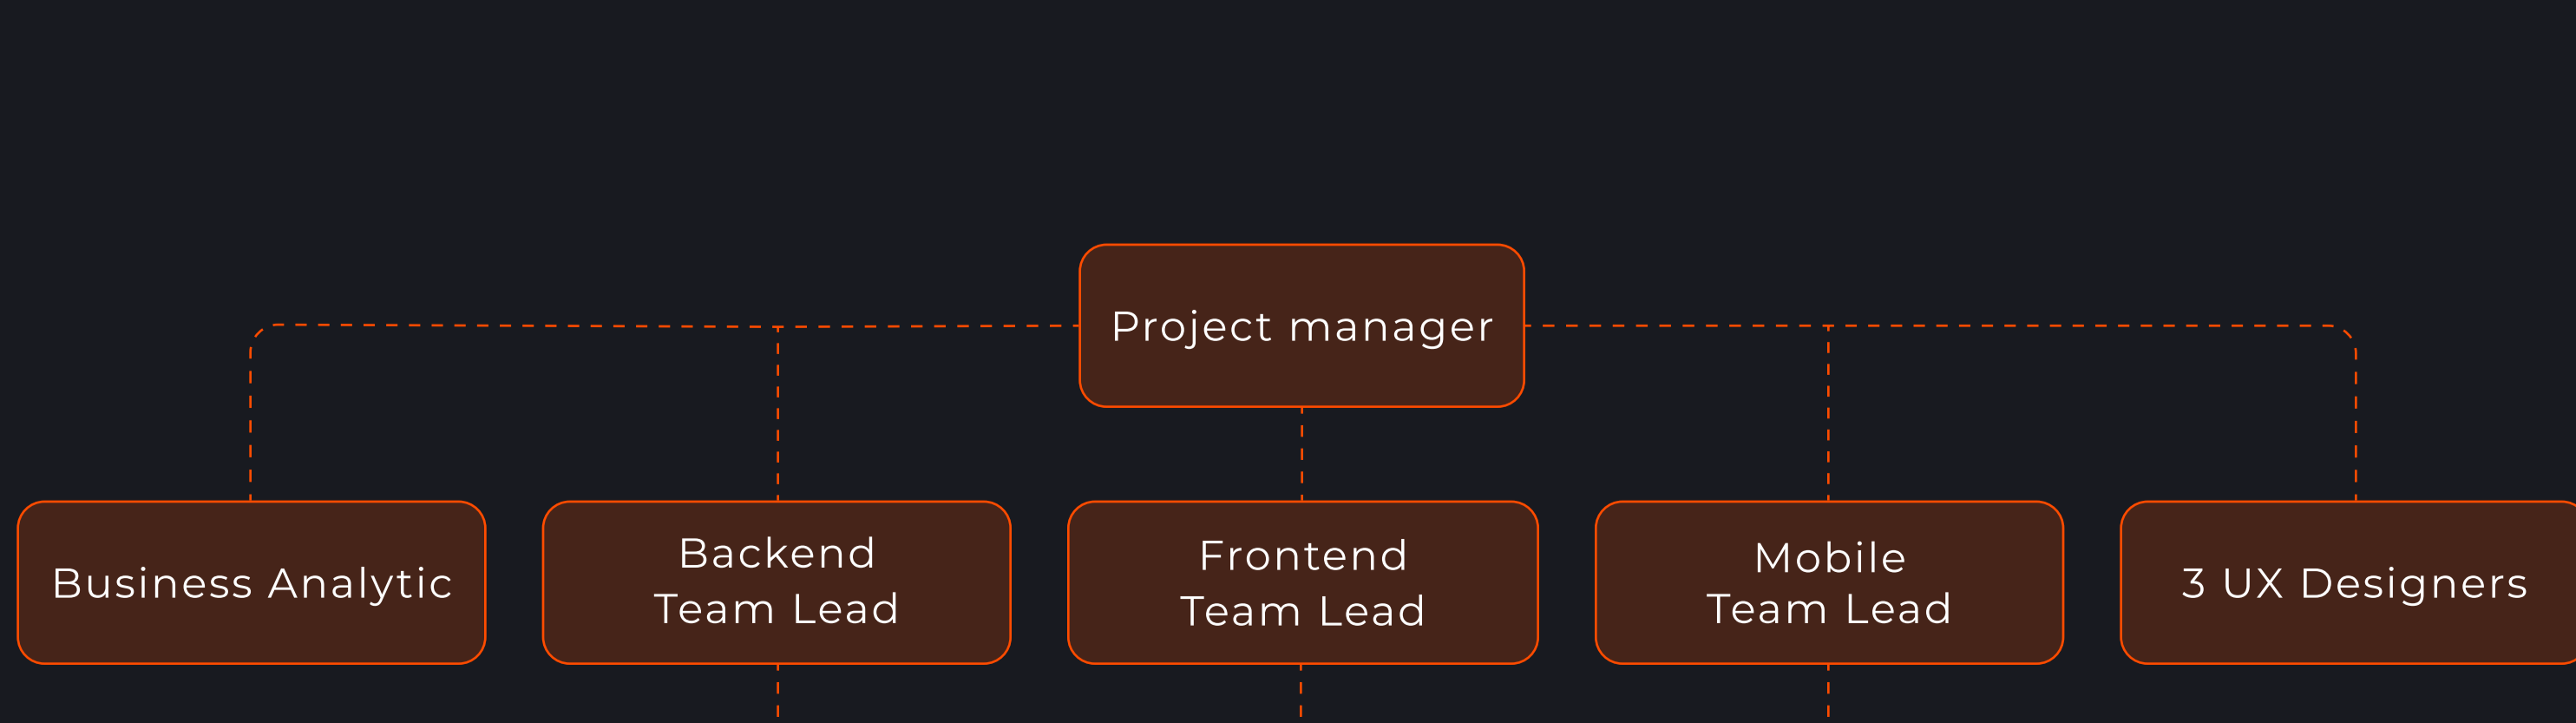 Project manager
Business Analytic
Backend
Team Lead
Frontend
Team Lead
Mobile
Team Lead
3 UX Designers